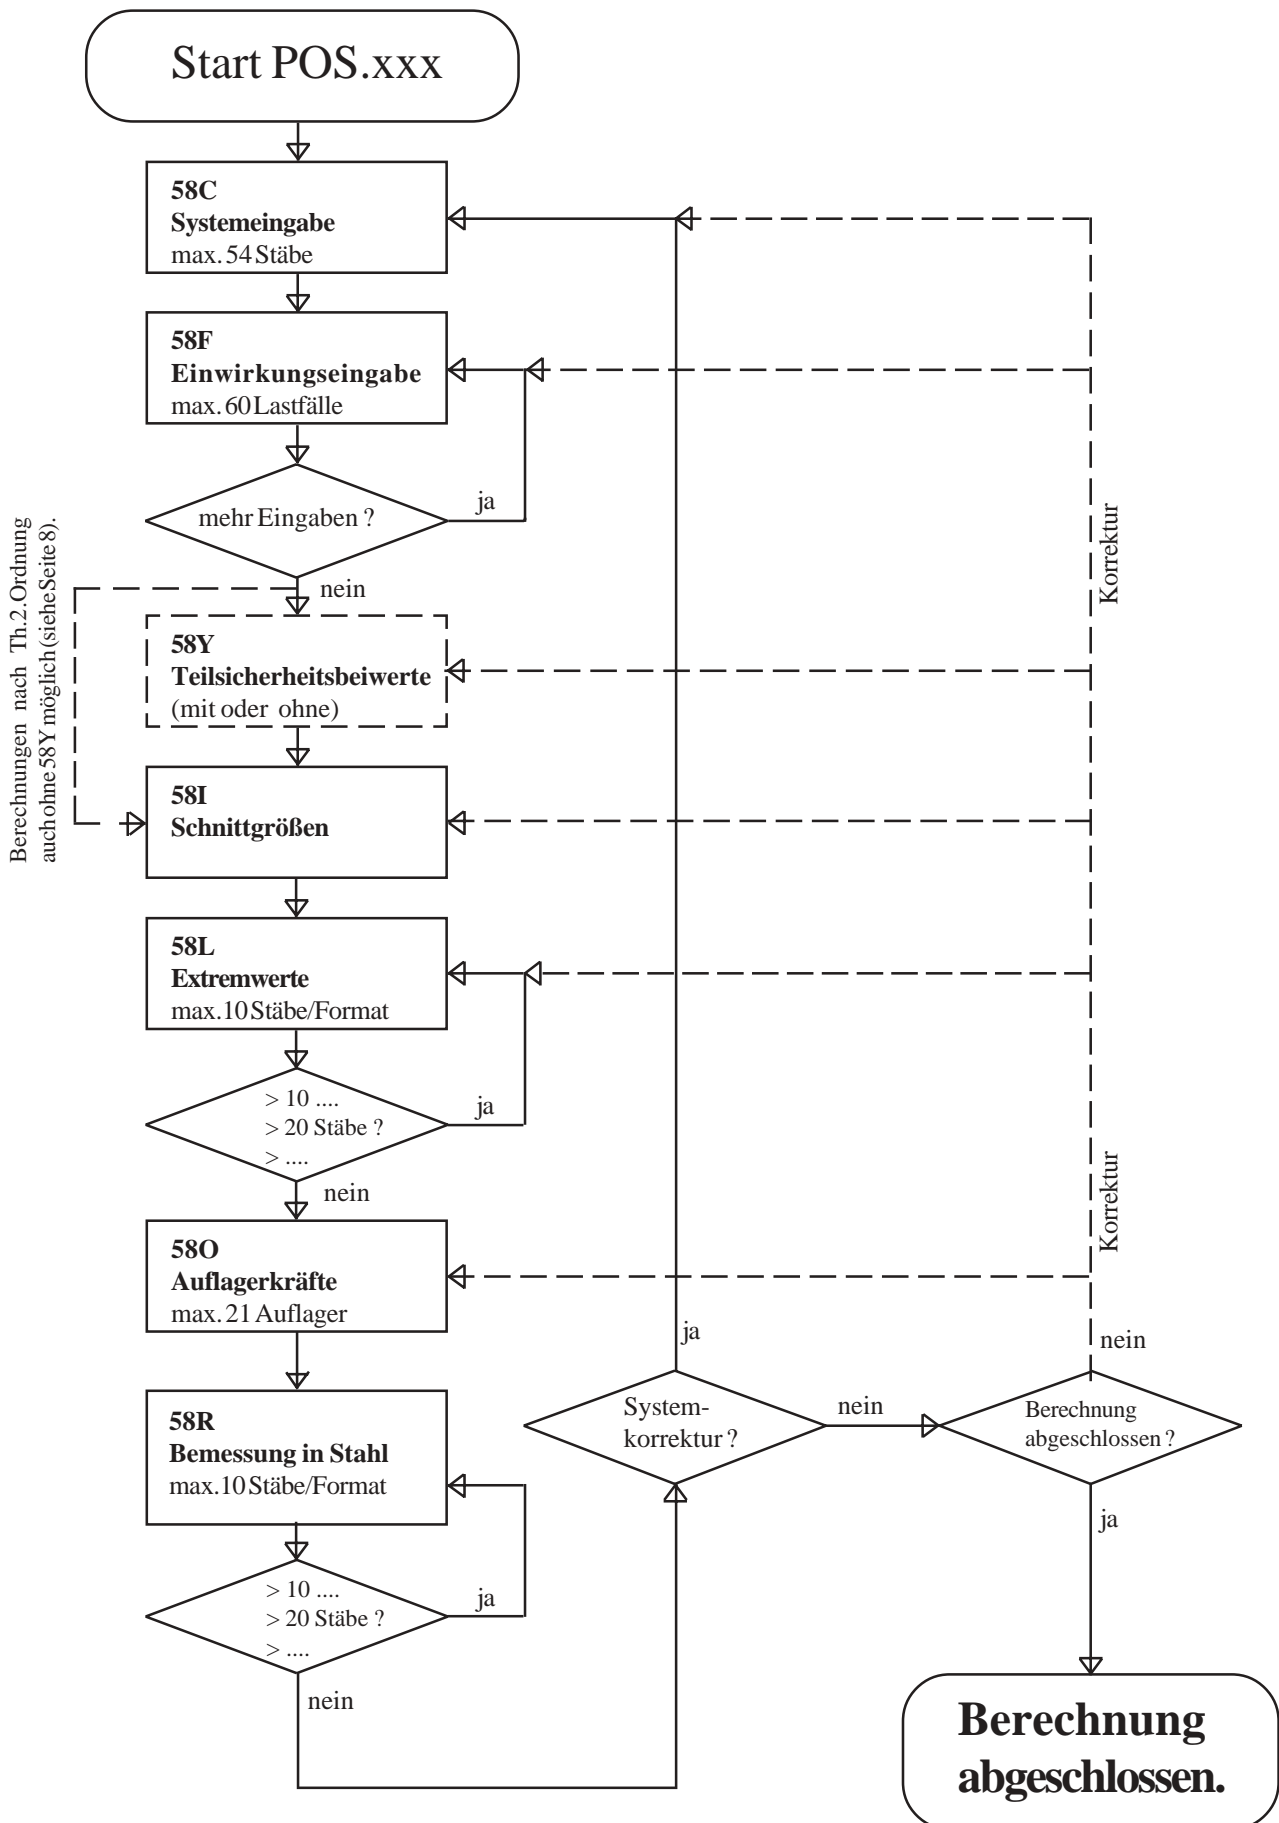 Start POS.xxx
58C
Systemeingabe
max. 54 Stäbe
58F
Einwirkungseingabe
max. 60 Lastfälle
mehr Eingaben ?
ja
nein
Berechnungen nach Th.2.Ordnung
auch ohne 58Y möglich (siehe Seite 8).
58Y
Teilsicherheitsbeiwerte
(mit oder ohne)
58I
Schnittgrößen
58L
Extremwerte
max.10 Stäbe/Format
> 10 ....
> 20 Stäbe ?
> ....
ja
nein
58O
Auflagerkräfte
max. 21 Auflager
58R
Bemessung in Stahl
max.10 Stäbe/Format
> 10 ....
> 20 Stäbe ?
> ....
ja
nein
System-
korrektur ?
ja
nein
Berechnung
abgeschlossen ?
nein
ja
Korrektur
Korrektur
Berechnung
abgeschlossen.